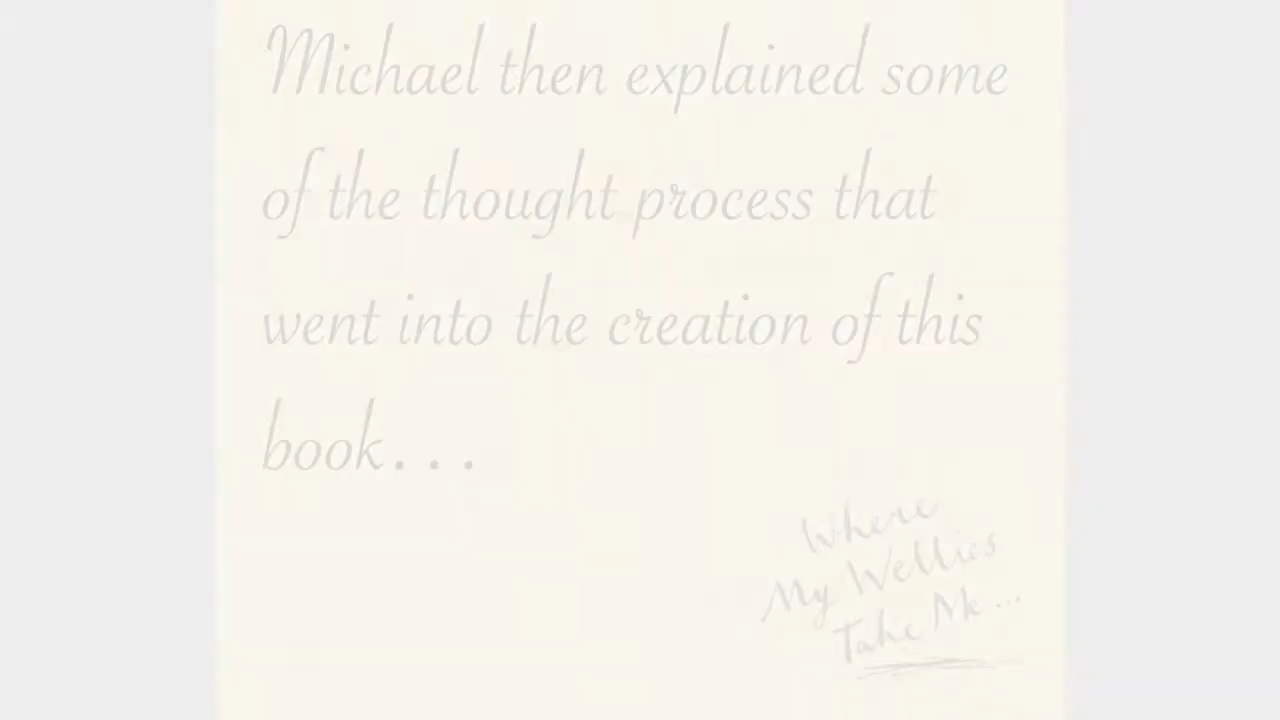 Michael then explained some
of the thought process that
went into the creation of this
book...
Where
My Wellies
Take Me...